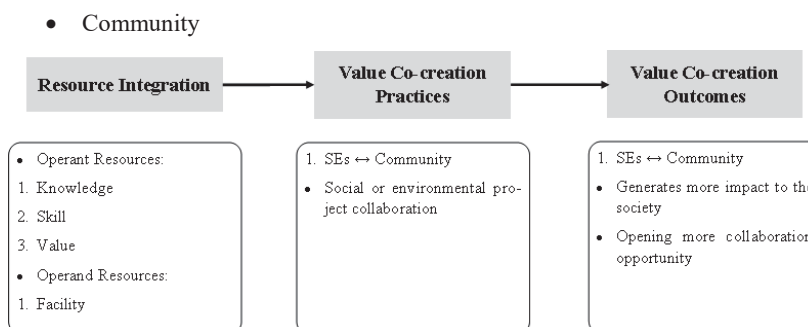 • Community
Resource Integration
Value Co-creation
Practices
Value Co-creation
Outcomes
• Operant Resources:
1. Knowledge
2. Skill
3. Value
• Operand Resources:
1. Facility
1. SEs ↔ Community
• Social or environmental pro-
ject collaboration
1. SEs ↔ Community
• Generates more impact to the
society
• Opening more collaboration
opportunity